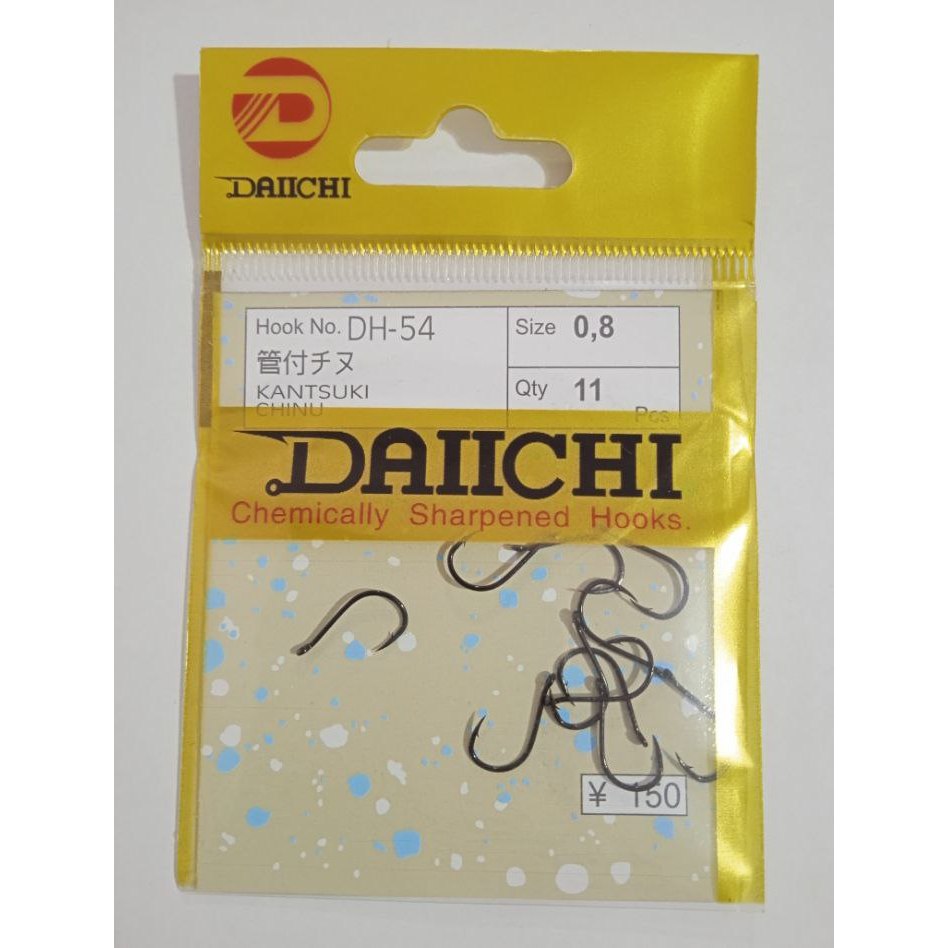 DAIICHI
Hook No. DH-54
管付チヌ
KANTSUKI
CHINU
Size 0,8
Qty 11
Pcs
DAIICHI
Chemically Sharpened Hooks.
¥ 150